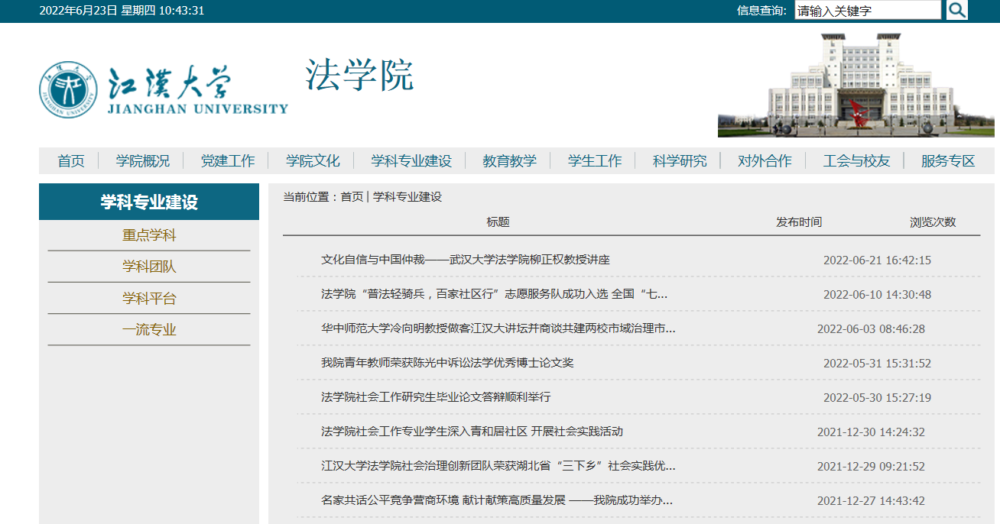 2022年6月23日 星期四 10:43:31 信息查询: 请输入关键字
江漢大学 法学院
JIANGHAN UNIVERSITY
首页 学院概况 党建工作 学院文化 学科专业建设 教育教学 学生工作 科学研究 对外合作 工会与校友 服务专区
学科专业建设
重点学科
学科团队
学科平台
一流专业
当前位置：首页 | 学科专业建设
标题 发布时间 浏览次数
文化自信与中国仲裁——武汉大学法学院柳正权教授讲座 2022-06-21 16:42:15
法学院“普法轻骑兵，百家社区行”志愿服务队成功入选 全国“七... 2022-06-10 14:30:48
华中师范大学冷向明教授做客江汉大讲坛并商谈共建两校市域治理市... 2022-06-03 08:46:28
我院青年教师荣获陈光中诉讼法学优秀博士论文奖 2022-05-31 15:31:52
法学院社会工作研究生毕业论文答辩顺利举行 2022-05-30 15:27:19
法学院社会工作专业学生深入青和居社区 开展社会实践活动 2021-12-30 14:24:32
江汉大学法学院社会治理创新团队荣获湖北省“三下乡”社会实践优... 2021-12-29 09:21:52
名家共话公平竞争营商环境 献计献策高质量发展 ——我院成功举办... 2021-12-27 14:43:42